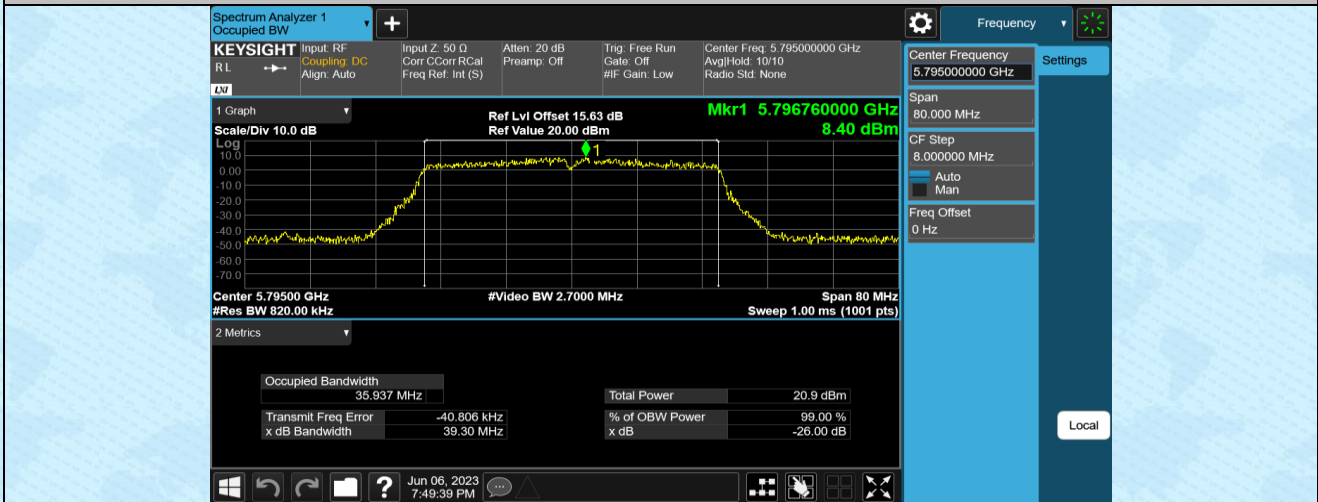 Spectrum Analyzer 1
Occupied BW
Frequency
KEYSIGHT
R L
LXI
Input: RF
Coupling: DC
Align: Auto
Input Z: 50 Ω
Corr CCorr RCal
Freq Ref: Int (S)
Atten: 20 dB
Preamp: Off
Trig: Free Run
Gate: Off
#IF Gain: Low
Center Freq: 5.795000000 GHz
Avg|Hold: 10/10
Radio Std: None
Center Frequency
5.795000000 GHz
Settings
Span
80.000 MHz
CF Step
8.000000 MHz
Auto
Man
Freq Offset
0 Hz
Local
1 Graph
Scale/Div 10.0 dB
Ref Lvl Offset 15.63 dB
Ref Value 20.00 dBm
Mkr1 5.796760000 GHz
8.40 dBm
Log
1
10.0
0.00
-10.0
-20.0
-30.0
-40.0
-50.0
-60.0
-70.0
Center 5.79500 GHz
#Res BW 820.00 kHz
#Video BW 2.7000 MHz
Span 80 MHz
Sweep 1.00 ms (1001 pts)
2 Metrics
Occupied Bandwidth
35.937 MHz
Total Power 20.9 dBm
Transmit Freq Error -40.806 kHz
% of OBW Power 99.00 %
x dB Bandwidth 39.30 MHz
x dB -26.00 dB
?
Jun 06, 2023
7:49:39 PM